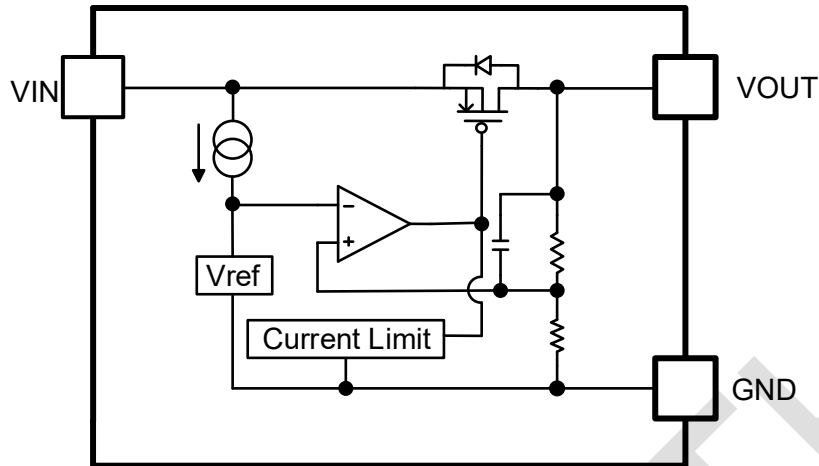 VIN
VOUT
−
+
Vref
Current Limit
GND